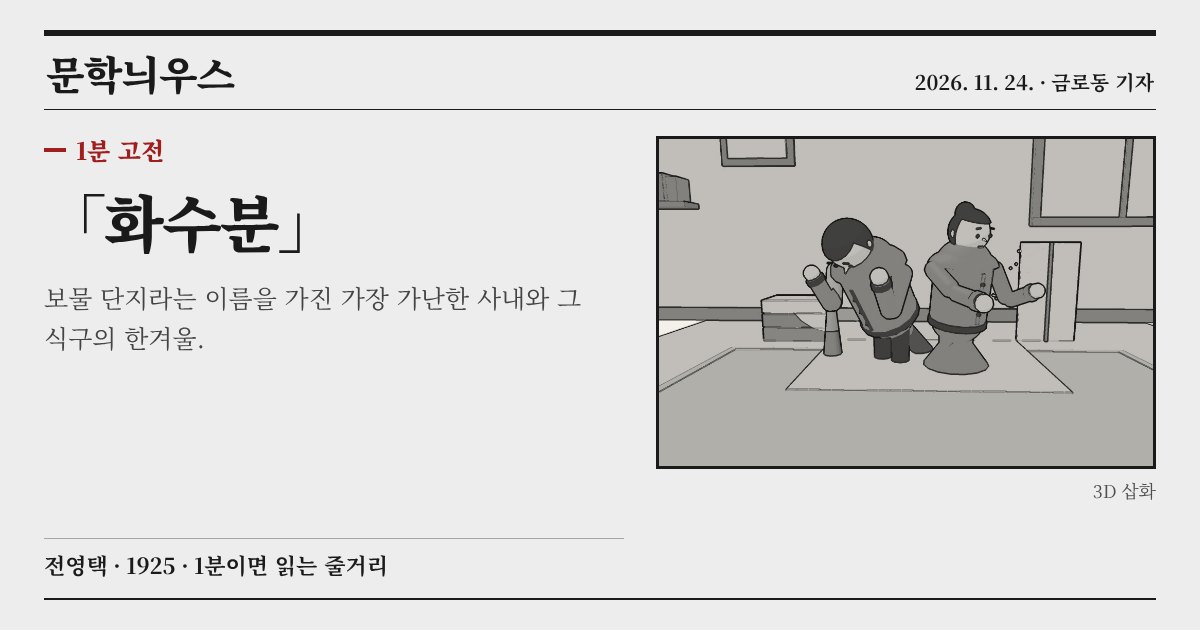 문학늬우스
2026. 11. 24. · 금로동 기자
1분 고전
「화수분」
보물 단지라는 이름을 가진 가장 가난한 사내와 그
식구의 한겨울.
3D 삽화
전영택 · 1925 · 1분이면 읽는 줄거리